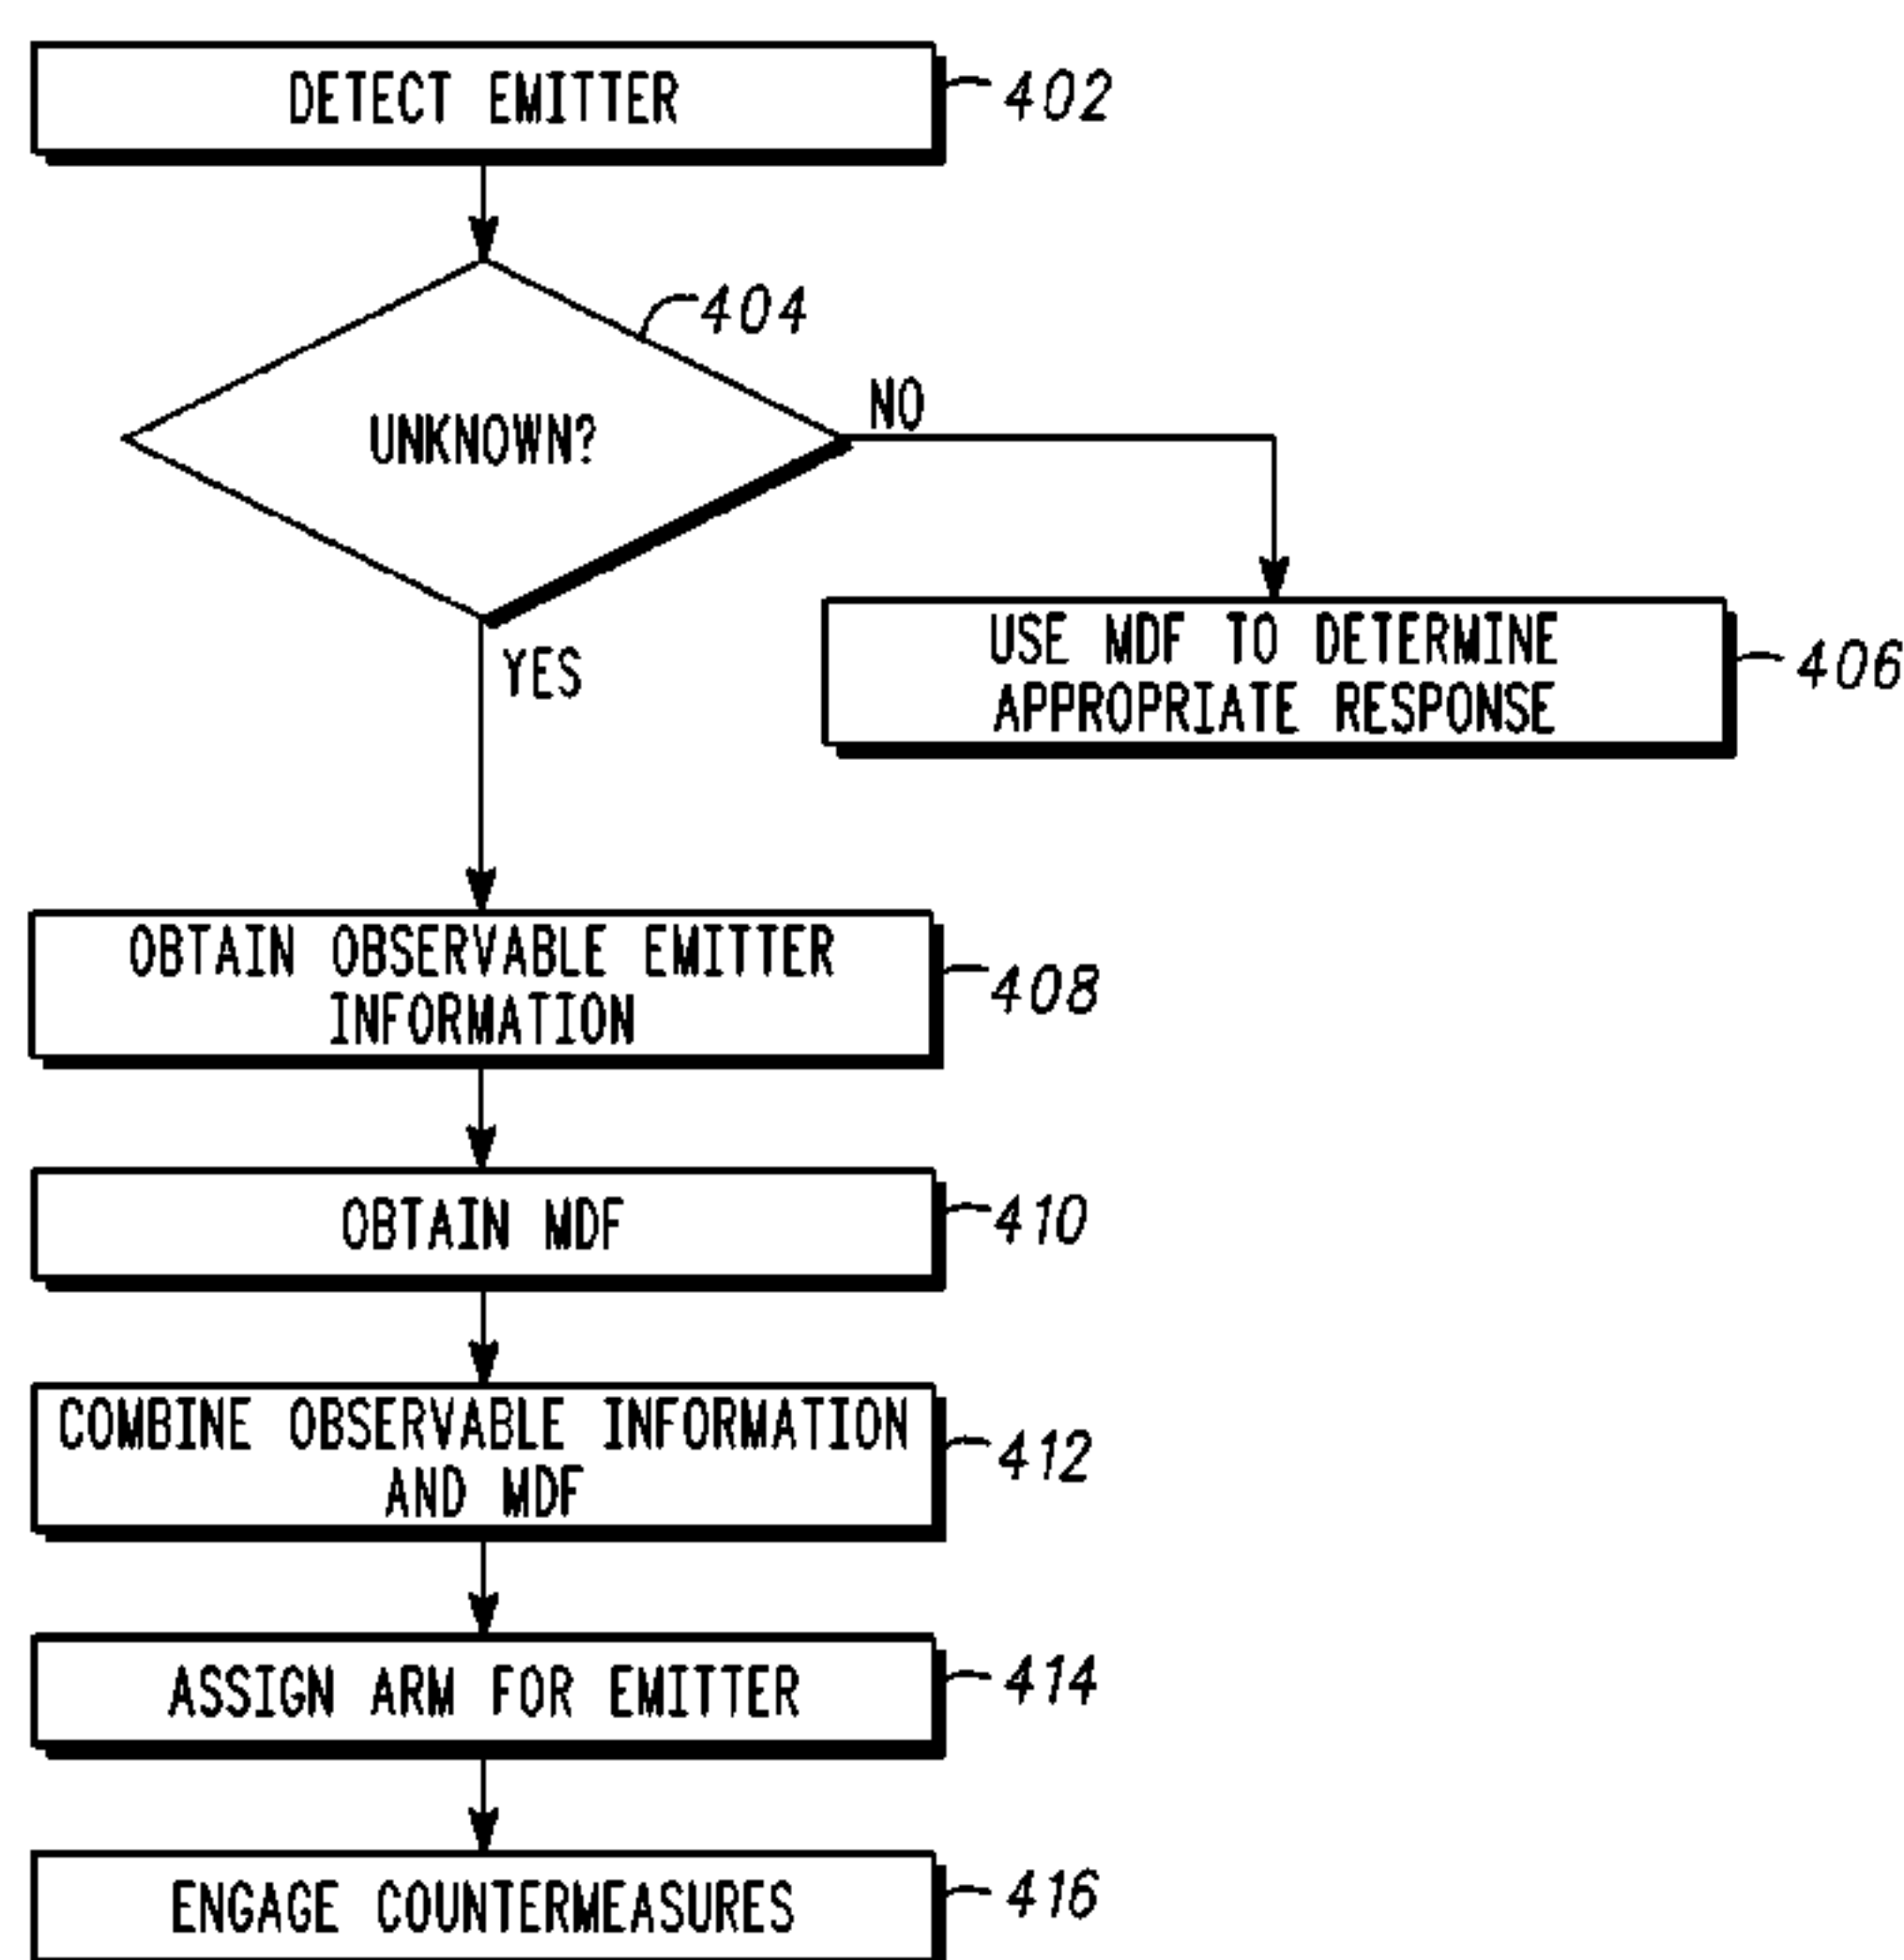 DETECT EMITTER
402
404
UNKNOWN?
NO
YES
USE MDF TO DETERMINE
APPROPRIATE RESPONSE
406
OBTAIN OBSERVABLE EMITTER
INFORMATION
408
OBTAIN MDF
410
COMBINE OBSERVABLE INFORMATION
AND MDF
412
ASSIGN ARM FOR EMITTER
414
ENGAGE COUNTERMEASURES
416